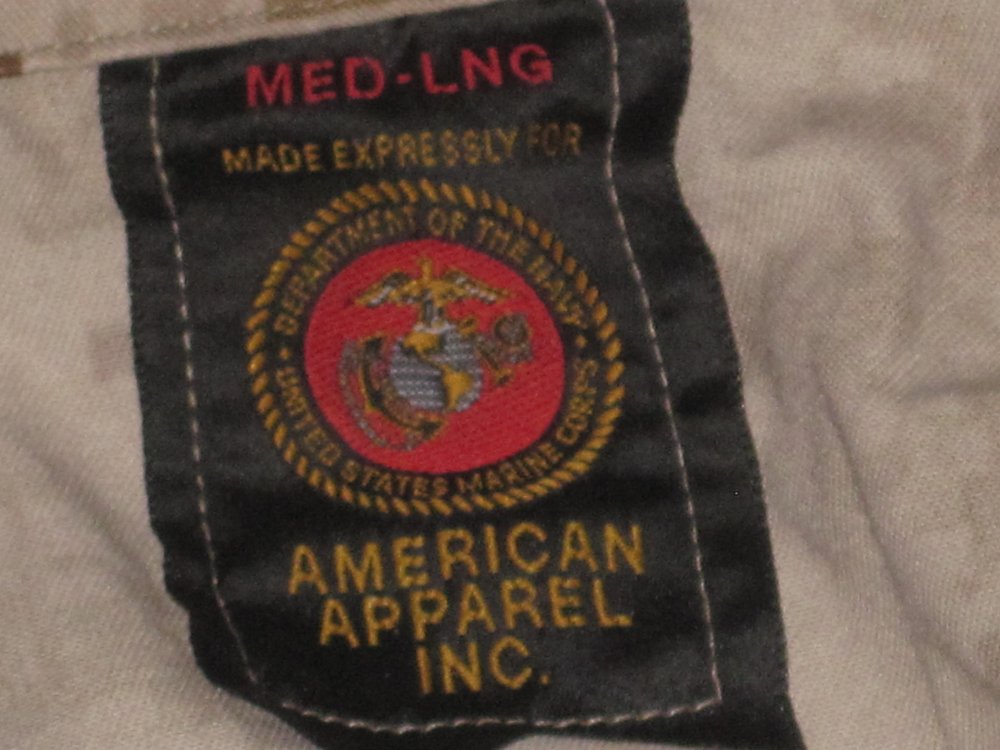 MED-LNG
MADE EXPRESSLY FOR
DEPARTMENT OF THE NAVY
UNITED STATES MARINE CORPS
AMERICAN
APPAREL
INC.